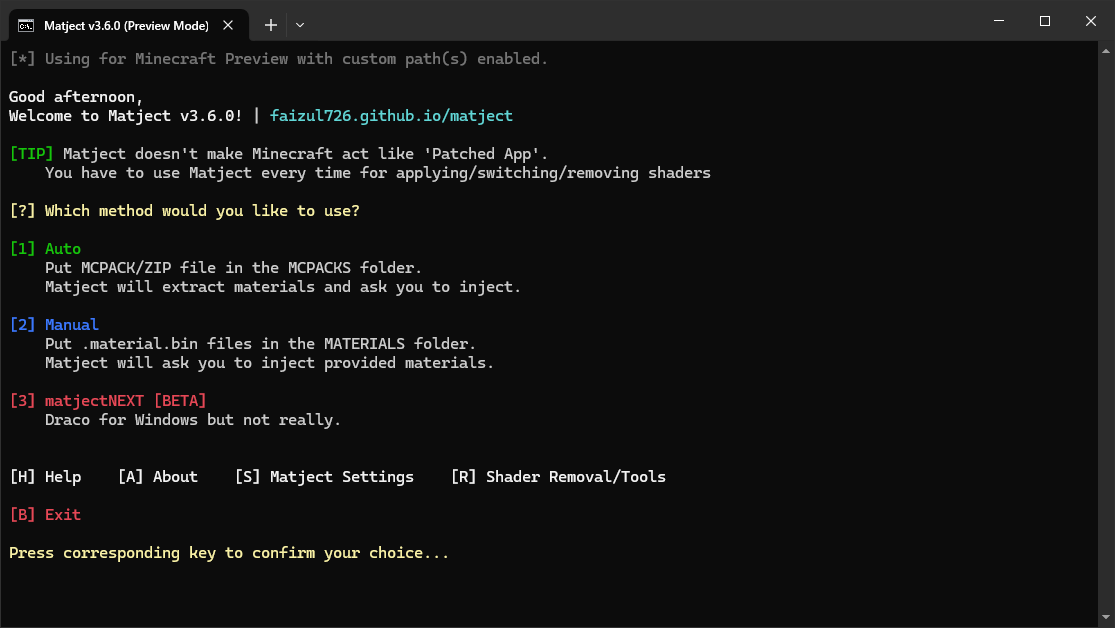 Matject v3.6.0 (Preview Mode)
[*] Using for Minecraft Preview with custom path(s) enabled.
Good afternoon,
Welcome to Matject v3.6.0! | faizul726.github.io/matject
[TIP] Matject doesn't make Minecraft act like 'Patched App'.
You have to use Matject every time for applying/switching/removing shaders
[?] Which method would you like to use?
[1] Auto
Put MCPACK/ZIP file in the MCPACKS folder.
Matject will extract materials and ask you to inject.
[2] Manual
Put .material.bin files in the MATERIALS folder.
Matject will ask you to inject provided materials.
[3] matjectNEXT [BETA]
Draco for Windows but not really.
[H] Help    [A] About    [S] Matject Settings    [R] Shader Removal/Tools
[B] Exit
Press corresponding key to confirm your choice...